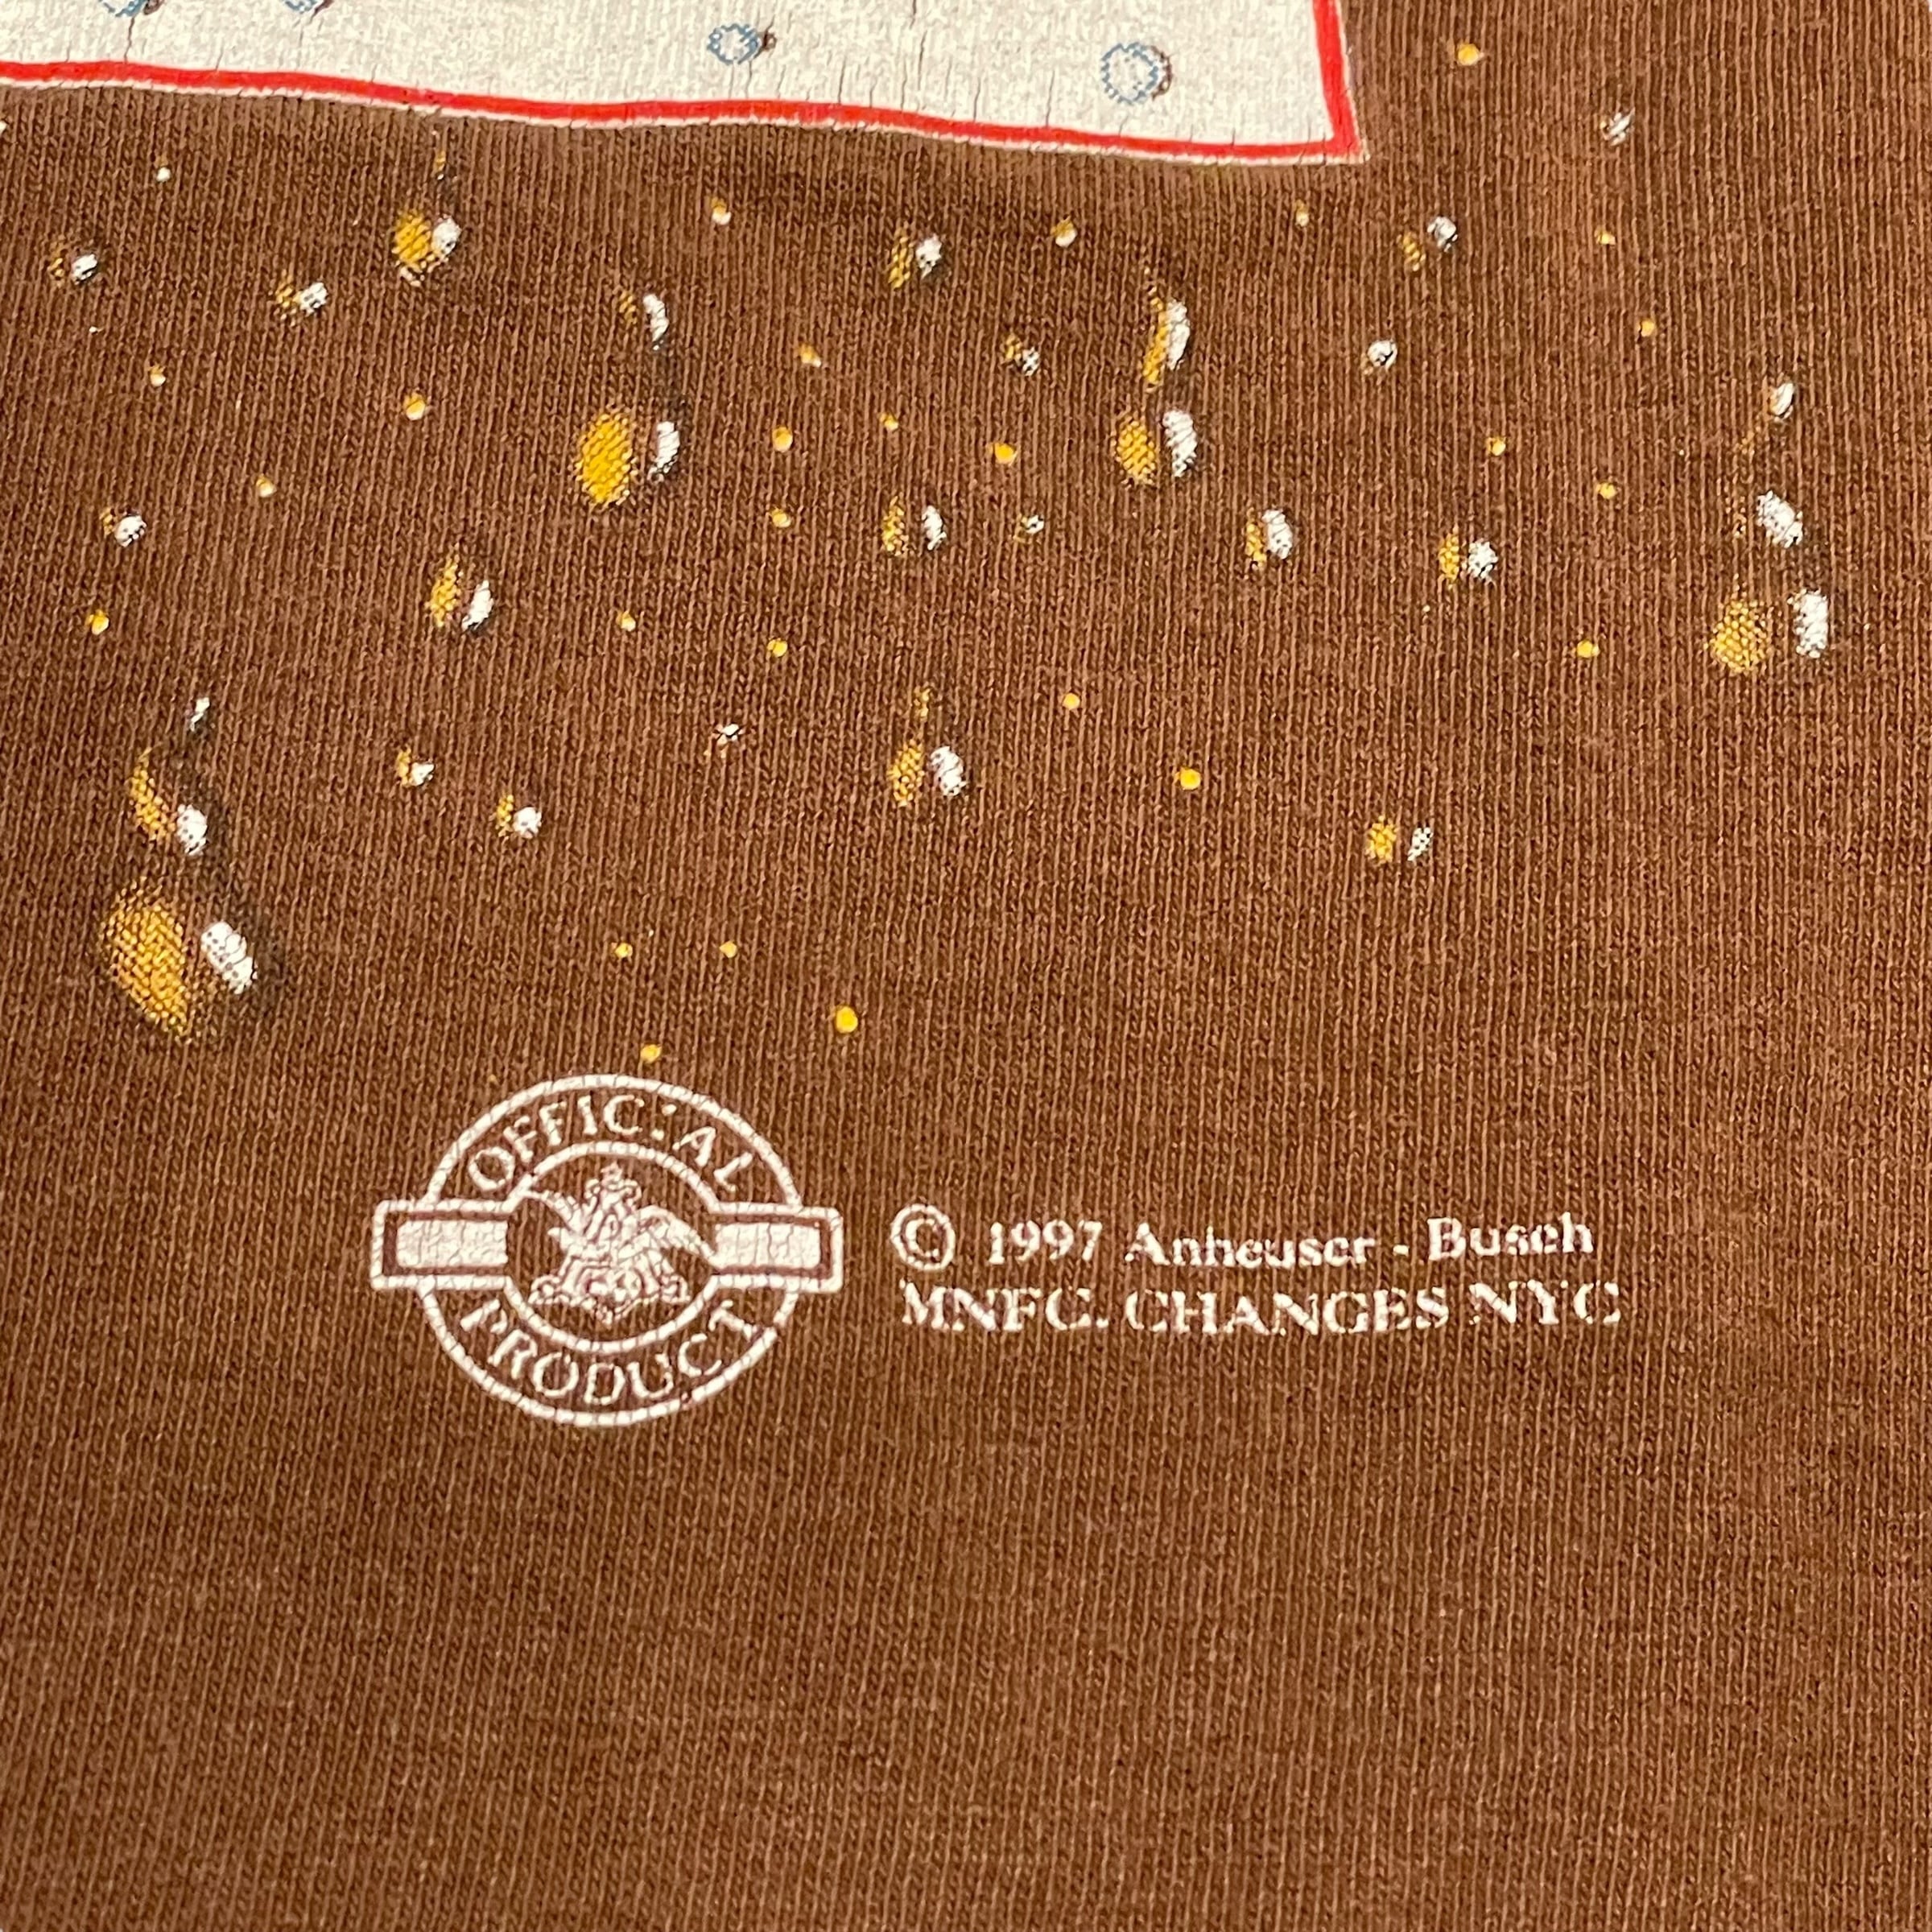 OFFICIAL
PRODUCT
© 1997 Anheuser - Busch
MNFG. CHANGES NYC